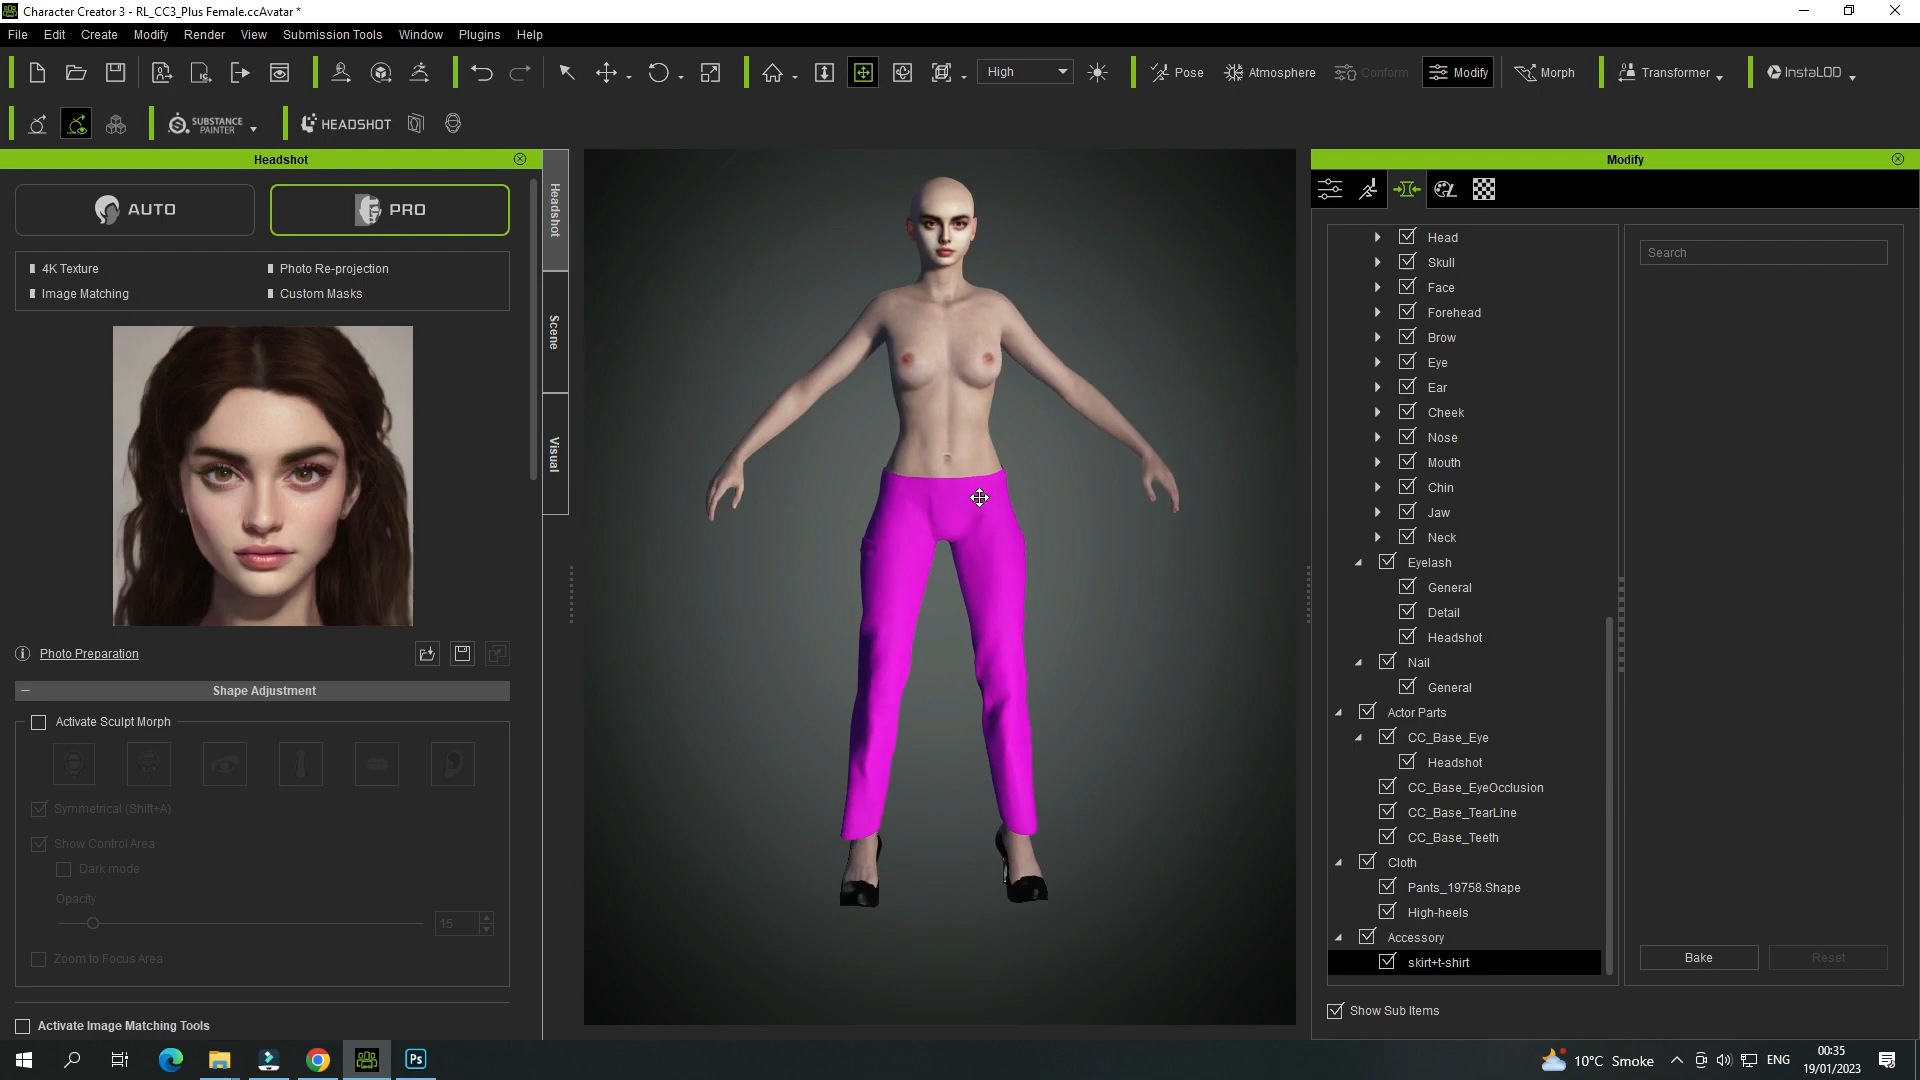 Character Creator 3 - RL_CC3_Plus Female.ccAvatar *
File Edit Create Modify Render View Submission Tools Window Plugins Help
High Pose Atmosphere Conform Modify Morph Transformer InstaLOD
SUBSTANCE PAINTER HEADSHOT
Headshot
AUTO PRO
4K Texture Photo Re-projection
Image Matching Custom Masks
Photo Preparation
Shape Adjustment
Activate Sculpt Morph
Symmetrical (Shift+A)
Show Control Area
Dark mode
Opacity
15
Zoom to Focus Area
Activate Image Matching Tools
Headshot
Scene
Visual
Modify
Search
Head
Skull
Face
Forehead
Brow
Eye
Ear
Cheek
Nose
Mouth
Chin
Jaw
Neck
Eyelash
General
Detail
Headshot
Nail
General
Actor Parts
CC_Base_Eye
Headshot
CC_Base_EyeOcclusion
CC_Base_TearLine
CC_Base_Teeth
Cloth
Pants_19758.Shape
High-heels
Accessory
skirt+t-shirt
Bake Reset
Show Sub Items
Ps
10°C Smoke ENG
00:35
19/01/2023